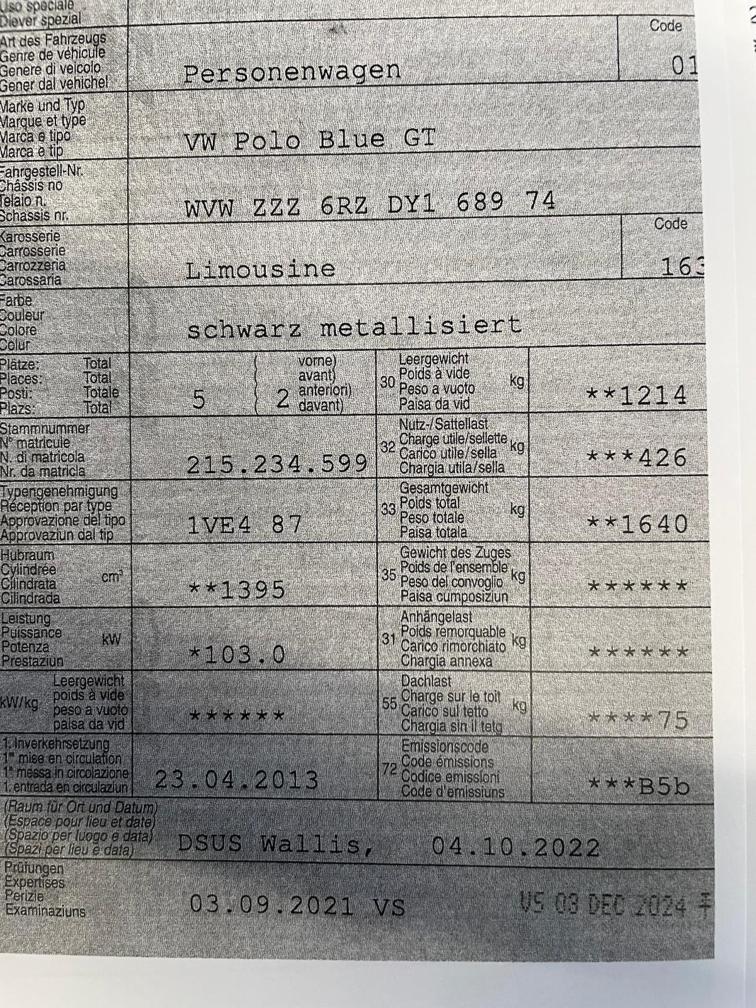 Uso speciale
Diever spezial
Art des Fahrzeugs
Genre de véhicule
Genere di veicolo
Gener dal vehichel
Personenwagen
Code
01
Marke und Typ
Marque et type
Marca e tipo
Marca e tip
VW Polo Blue GT
Fahrgestell-Nr.
Châssis no
Telaio n.
Schassis nr.
WVW ZZZ 6RZ DY1 689 74
Karosserie
Carrosserie
Carrozzeria
Carossaria
Limousine
Code
163
Farbe
Couleur
Colore
Colur
schwarz metallisiert
Plätze: Total
Places: Total
Posti: Totale
Plazs: Total
5
2
vorne)
avant)
anteriori)
davant)
30
Leergewicht
Poids à vide
Peso a vuoto
Paisa da vid
kg
**1214
Stammnummer
N° matricule
N. di matricola
Nr. da matricla
215.234.599
32
Nutz-/Sattellast
Charge utile/sellette
Carico utile/sella
Chargia utila/sella
kg
***426
Typengenehmigung
Réception par type
Approvazione del tipo
Approvaziun dal tip
1VE4 87
33
Gesamtgewicht
Poids total
Peso totale
Paisa totala
kg
**1640
Hubraum
Cylindrée
Cilindrata
Cilindrada
cm³
**1395
35
Gewicht des Zuges
Poids de l'ensemble
Peso del convoglio
Paisa cumposiziun
kg
******
Leistung
Puissance
Potenza
Prestaziun
kW
*103.0
31
Anhängelast
Poids remorquable
Carico rimorchiato
Chargia annexa
kg
******
kW/kg
Leergewicht
poids à vide
peso a vuoto
paisa da vid
******
55
Dachlast
Charge sur le toit
Carico sul tetto
Chargia sin il tetg
kg
****75
1. Inverkehrsetzung
1re mise en circulation
1a messa in circolazione
1. entrada en circulaziun
23.04.2013
72
Emissionscode
Code émissions
Codice emissioni
Code d'emissiuns
***B5b
(Raum für Ort und Datum)
(Espace pour lieu et date)
(Spazio per luogo e data)
(Spazi per lieu e data)
DSUS Wallis, 04.10.2022
Prüfungen
Expertises
Perizie
Examinaziuns
03.09.2021 VS
VS 03 DEC 2024